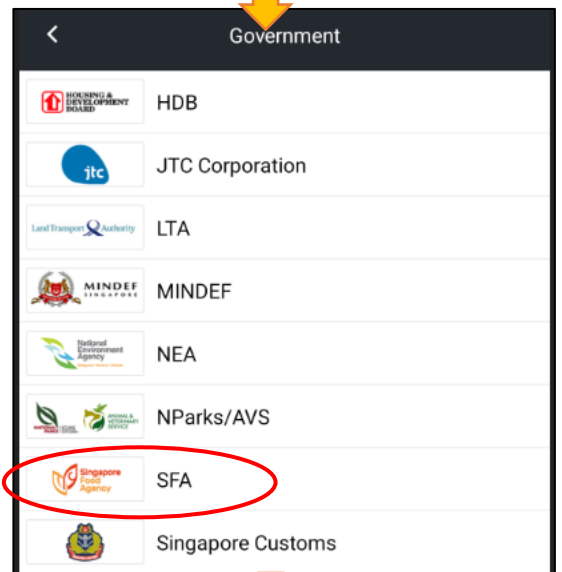 Government
HOUSING &
DEVELOPMENT
BOARD
HDB
jtc
JTC Corporation
Land Transport Authority
LTA
MINDEF
SINGAPORE
MINDEF
National
Environment
Agency
NEA
ANIMAL &
VETERINARY
SERVICE
NParks/AVS
Singapore
Food
Agency
SFA
Singapore Customs